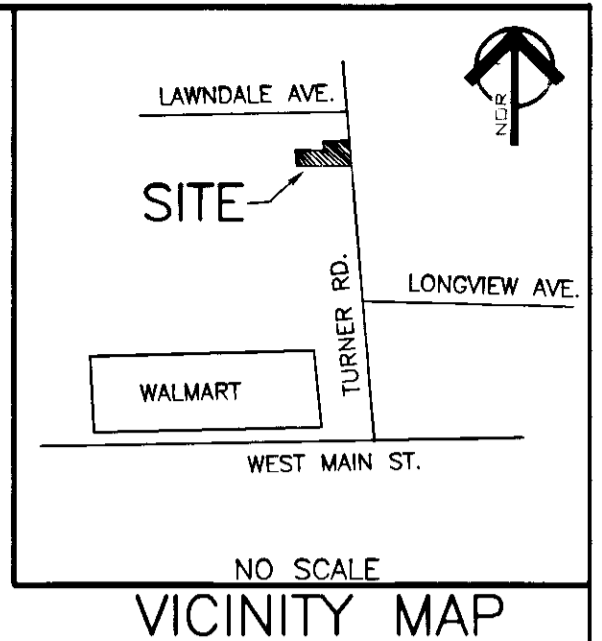 LAWNDALE AVE.
NOR
SITE
TURNER RD.
LONGVIEW AVE.
WALMART
WEST MAIN ST.
NO SCALE
VICINITY MAP